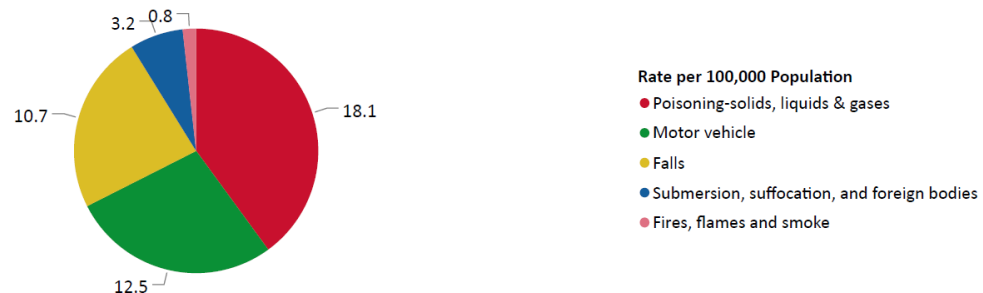 3.2
0.8
10.7
18.1
12.5
Rate per 100,000 Population
Poisoning-solids, liquids & gases
Motor vehicle
Falls
Submersion, suffocation, and foreign bodies
Fires, flames and smoke